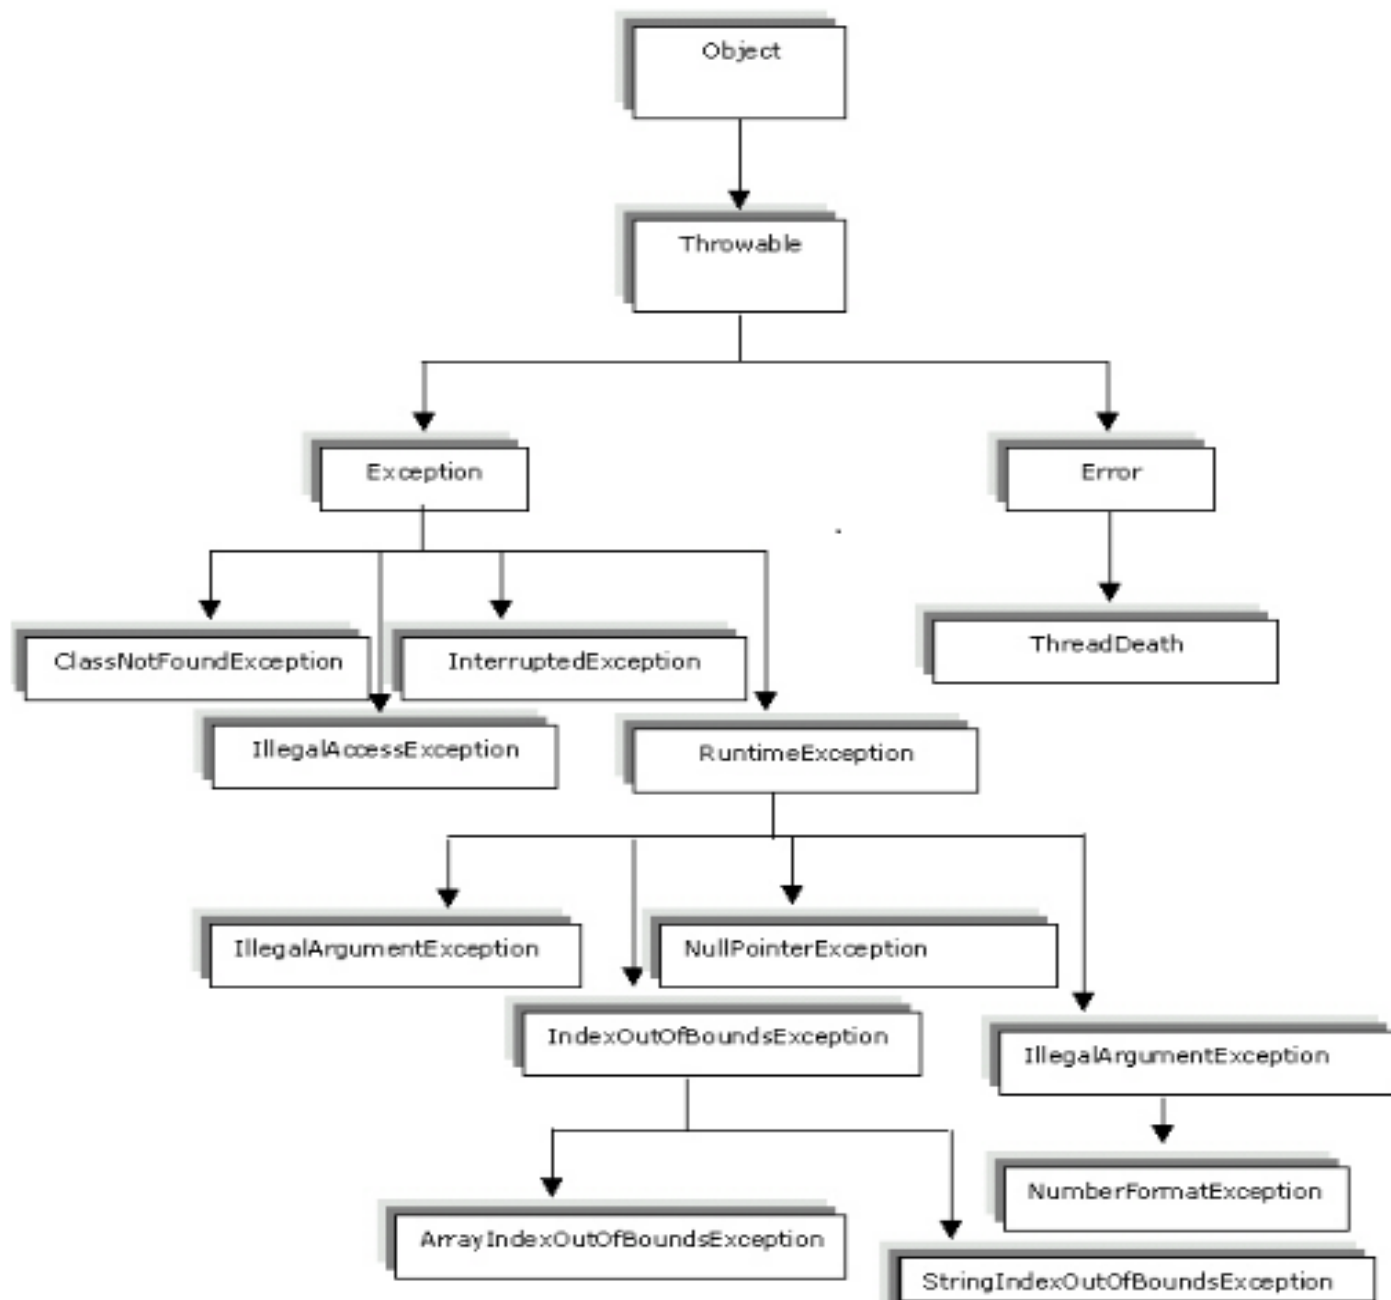 Object
Throwable
Exception
Error
ClassNotFoundException
InterruptedException
ThreadDeath
IllegalAccessException
RuntimeException
IllegalArgumentException
NullPointerException
IndexOutOfBoundsException
IllegalArgumentException
NumberFormatException
ArrayIndexOutOfBoundsException
StringIndexOutOfBoundsException